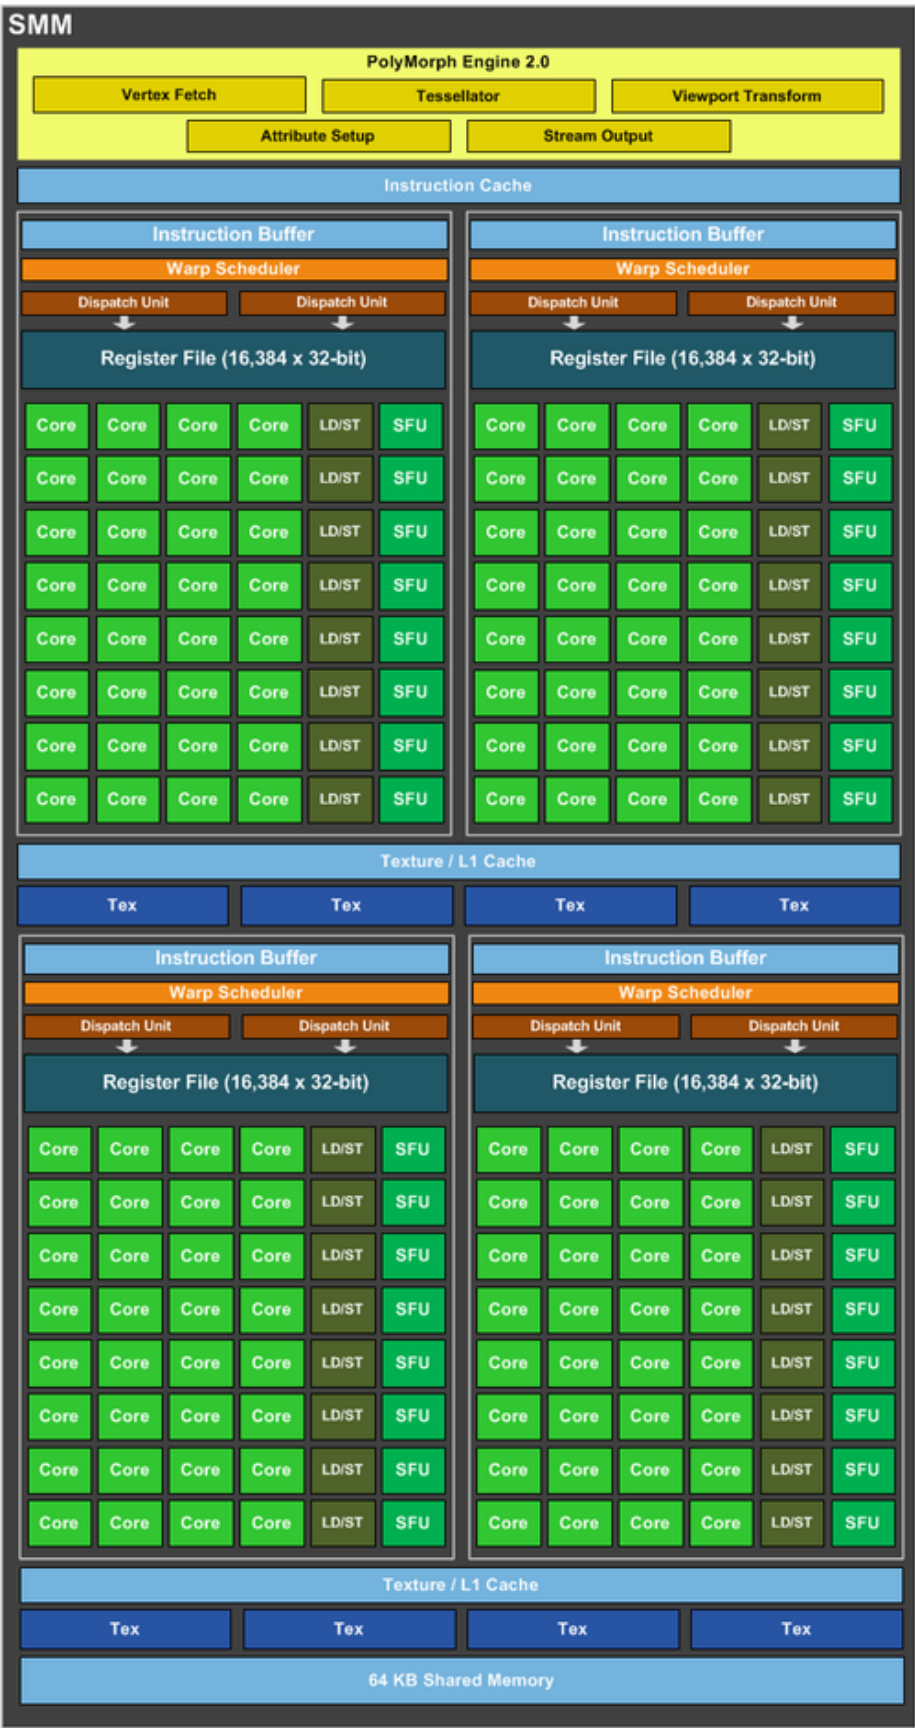 SMM
PolyMorph Engine 2.0
Vertex Fetch Tessellator Viewport Transform
Attribute Setup Stream Output
Instruction Cache
Instruction Buffer Instruction Buffer
Warp Scheduler Warp Scheduler
Dispatch Unit Dispatch Unit Dispatch Unit Dispatch Unit
Register File (16,384 x 32-bit) Register File (16,384 x 32-bit)
Core Core Core Core LD/ST SFU Core Core Core Core LD/ST SFU
Core Core Core Core LD/ST SFU Core Core Core Core LD/ST SFU
Core Core Core Core LD/ST SFU Core Core Core Core LD/ST SFU
Core Core Core Core LD/ST SFU Core Core Core Core LD/ST SFU
Core Core Core Core LD/ST SFU Core Core Core Core LD/ST SFU
Core Core Core Core LD/ST SFU Core Core Core Core LD/ST SFU
Core Core Core Core LD/ST SFU Core Core Core Core LD/ST SFU
Core Core Core Core LD/ST SFU Core Core Core Core LD/ST SFU
Texture / L1 Cache
Tex Tex Tex Tex
Instruction Buffer Instruction Buffer
Warp Scheduler Warp Scheduler
Dispatch Unit Dispatch Unit Dispatch Unit Dispatch Unit
Register File (16,384 x 32-bit) Register File (16,384 x 32-bit)
Core Core Core Core LD/ST SFU Core Core Core Core LD/ST SFU
Core Core Core Core LD/ST SFU Core Core Core Core LD/ST SFU
Core Core Core Core LD/ST SFU Core Core Core Core LD/ST SFU
Core Core Core Core LD/ST SFU Core Core Core Core LD/ST SFU
Core Core Core Core LD/ST SFU Core Core Core Core LD/ST SFU
Core Core Core Core LD/ST SFU Core Core Core Core LD/ST SFU
Core Core Core Core LD/ST SFU Core Core Core Core LD/ST SFU
Core Core Core Core LD/ST SFU Core Core Core Core LD/ST SFU
Texture / L1 Cache
Tex Tex Tex Tex
64 KB Shared Memory